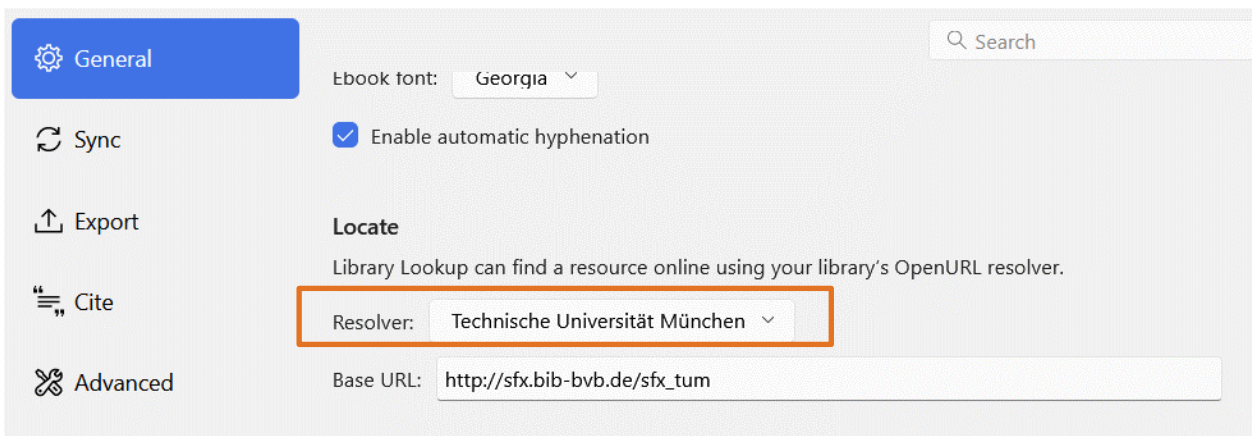 General
Search
Ebook font: Georgia
Enable automatic hyphenation
Sync
Export
Locate
Library Lookup can find a resource online using your library's OpenURL resolver.
Cite
Resolver: Technische Universität München
Advanced
Base URL: http://sfx.bib-bvb.de/sfx_tum